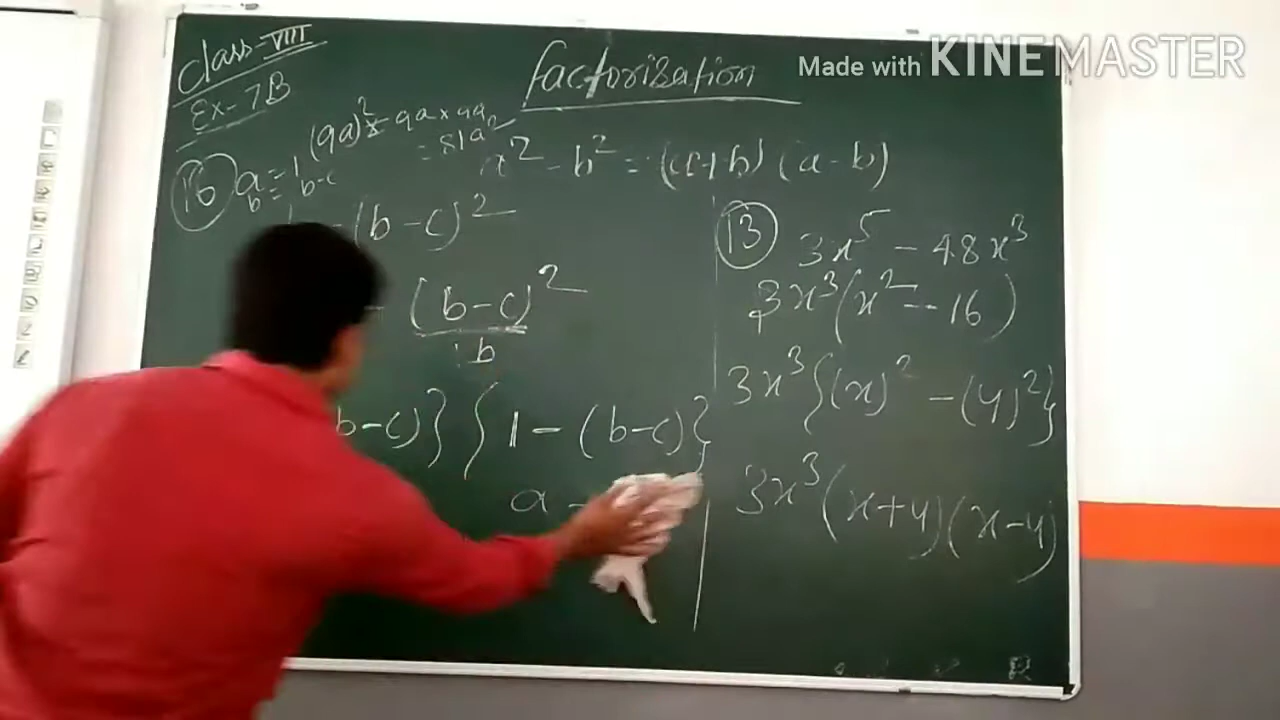 Made with KINEMASTER
Class-VIII
Ex-7B
factorisation
(9a)² = 9a × 9a
= 81a²
a² - b² = (a+b) (a-b)
16 a = 1
b = b-c
- (b-c)²
- (b-c)²
b
b-c)} { 1 - (b-c)}
a -
13 3x⁵ - 48x³
3x³(x² - 16)
3x³{(x)² - (4)²}
3x³(x+4)(x-4)